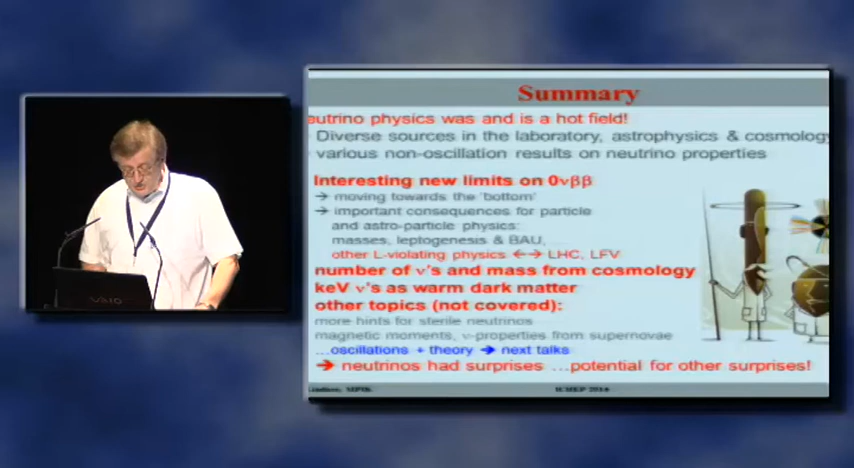 Summary
eutrino physics was and is a hot field!
Diverse sources in the laboratory, astrophysics & cosmology
various non-oscillation results on neutrino properties
Interesting new limits on 0νββ
→ moving towards the 'bottom'
→ important consequences for particle
and astro-particle physics:
masses, leptogenesis & BAU, ...
other L-violating physics ←→ LHC, LFV
number of ν's and mass from cosmology
keV ν's as warm dark matter
other topics (not covered):
more hints for sterile neutrinos
magnetic moments, ν-properties from supernovae
...oscillations + theory → next talks
→ neutrinos had surprises ...potential for other surprises!
VAIO